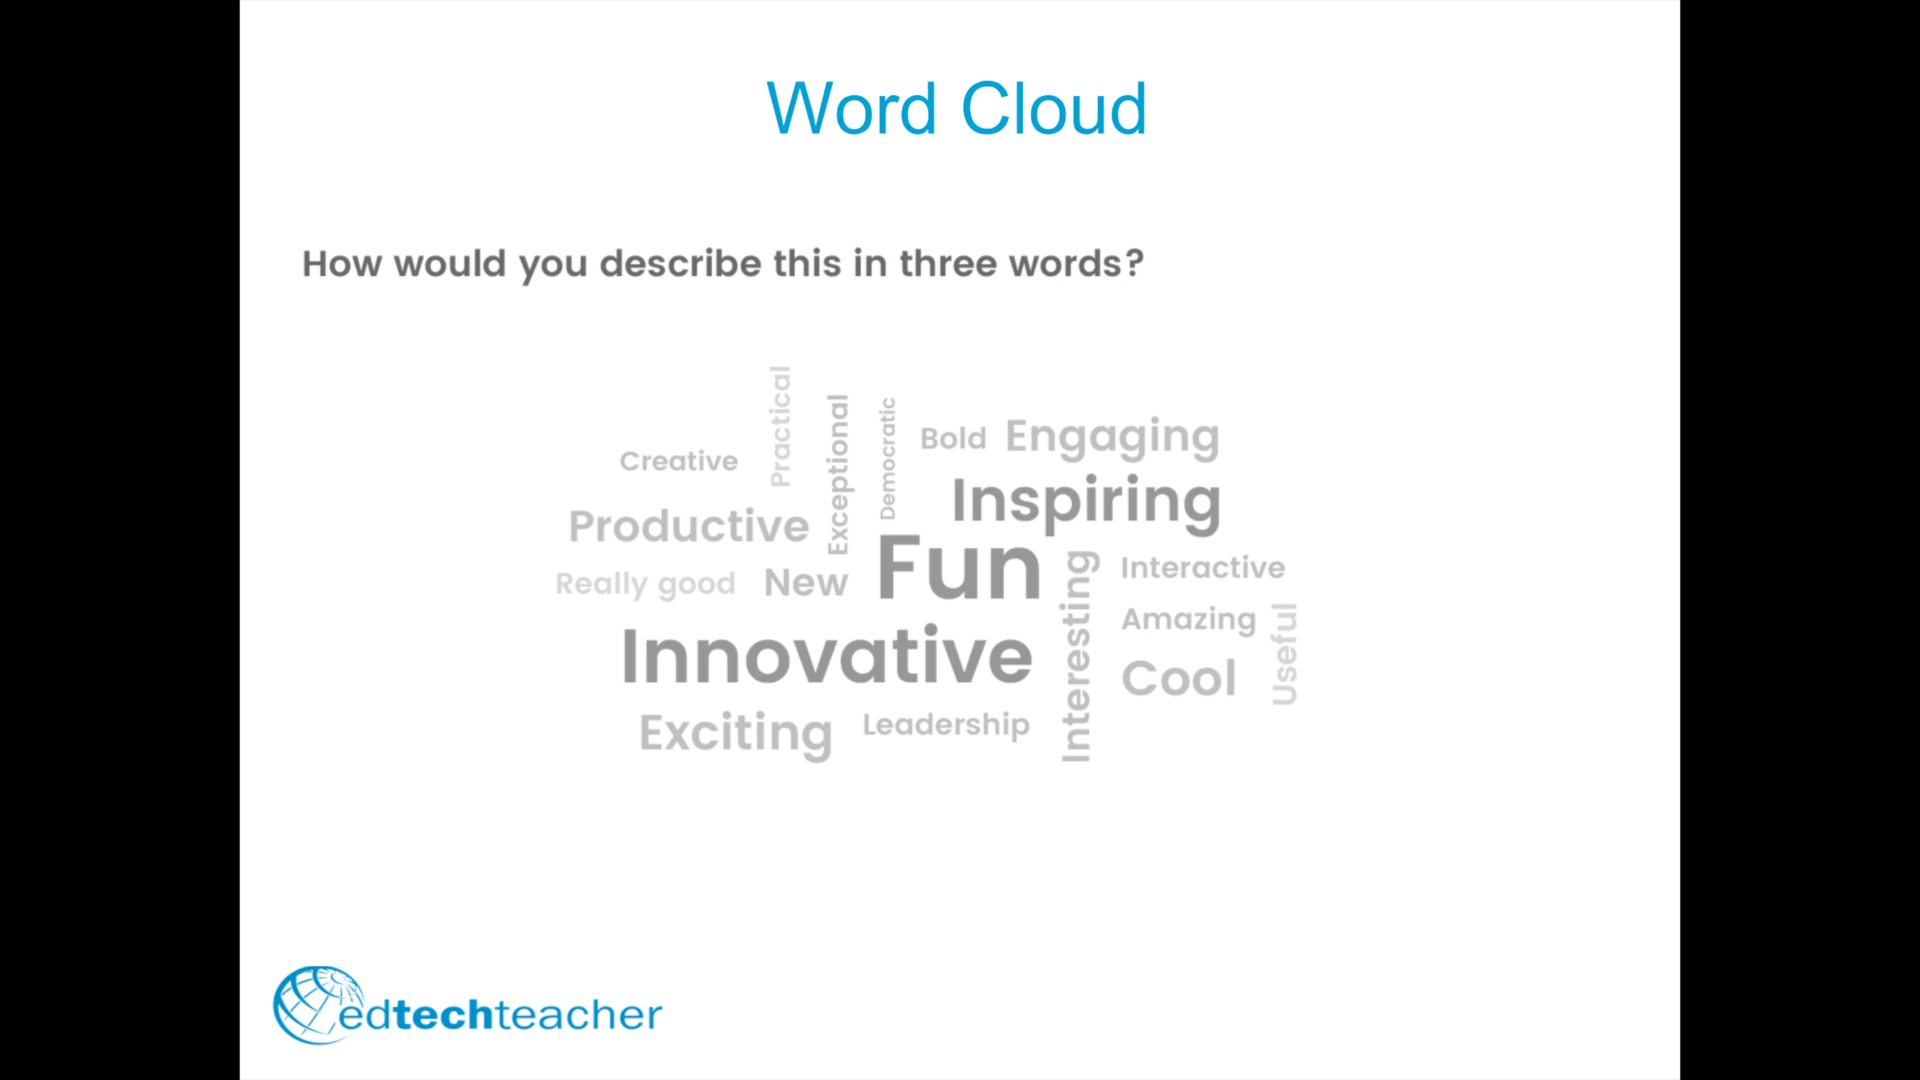 Word Cloud
How would you describe this in three words?
Practical
Exceptional
Democratic
Bold
Engaging
Creative
Inspiring
Productive
Fun
Interesting
Interactive
Really good
New
Amazing
Useful
Innovative
Cool
Exciting
Leadership
edtechteacher